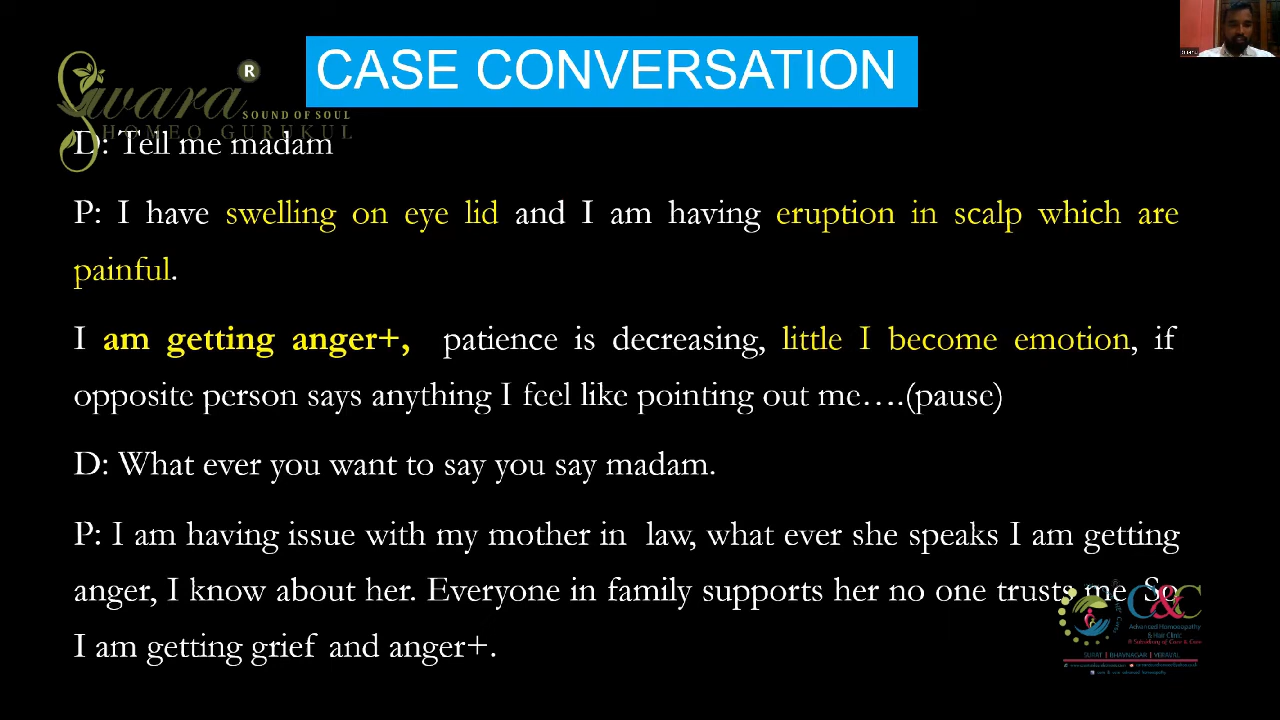 CASE CONVERSATION
R
Swara
SOUND OF SOUL
HOMEO GURUKUL
D: Tell me madam
P: I have swelling on eye lid and I am having eruption in scalp which are
painful.
I am getting anger+, patience is decreasing, little I become emotion, if
opposite person says anything I feel like pointing out me….(pause)
D: What ever you want to say you say madam.
P: I am having issue with my mother in law, what ever she speaks I am getting
anger, I know about her. Everyone in family supports her no one trusts me. So
I am getting grief and anger+.
C&C
Advanced Homoeopathy
& Hair Clinic
A Subsidiary of Care & Cure
SURAT | BHAVNAGAR | VERAVAL